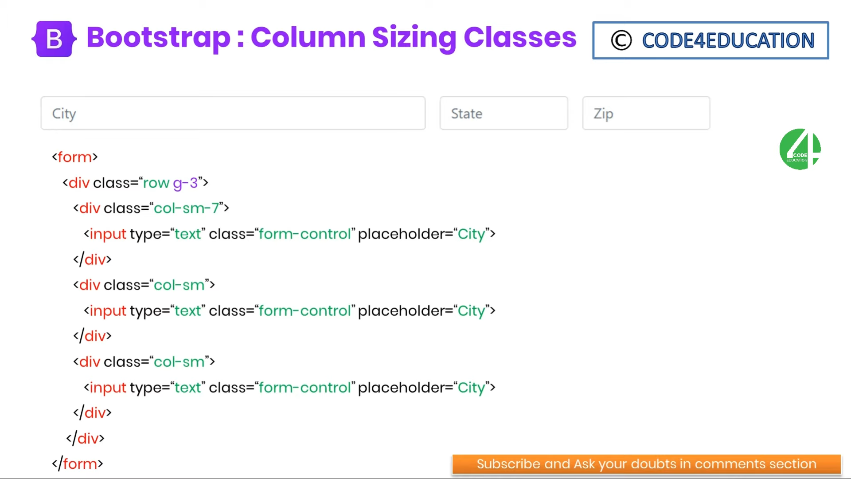 B Bootstrap : Column Sizing Classes
© CODE4EDUCATION
City State Zip
4 CODE
<form>
<div class=“row g-3”>
<div class=“col-sm-7”>
<input type=“text” class=“form-control” placeholder=“City”>
</div>
<div class=“col-sm”>
<input type=“text” class=“form-control” placeholder=“City”>
</div>
<div class=“col-sm”>
<input type=“text” class=“form-control” placeholder=“City”>
</div>
</div>
</form>
Subscribe and Ask your doubts in comments section